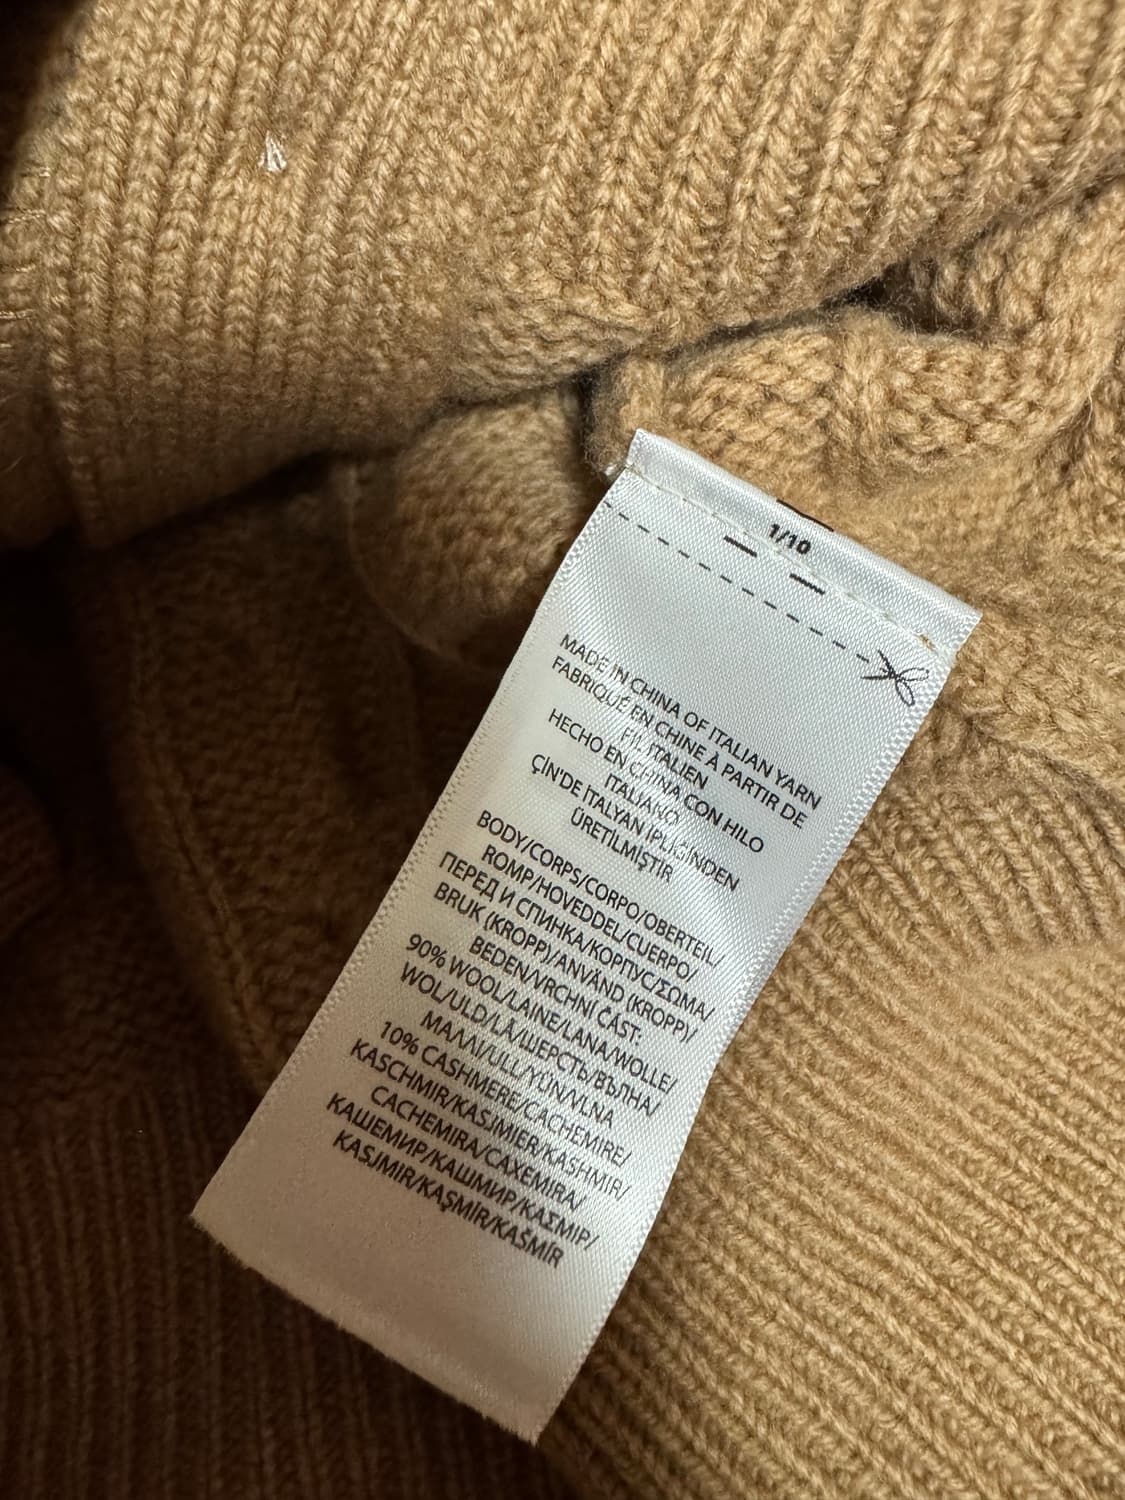 1/10
MADE IN CHINA OF ITALIAN YARN
FABRIQUÉ EN CHINE À PARTIR DE
FIL ITALIEN
HECHO EN CHINA CON HILO
ITALIANO
ÇİN'DE İTALYAN İPLİĞİNDEN
ÜRETİLMİŞTİR
BODY/CORPS/CORPO/OBERTEIL/
ROMP/HOVEDDEL/CUERPO/
ПЕРЕД И СПИНКА/КОРПУС/ΣΩΜΑ/
BRUK (KROPP)/ANVÄND (KROPP)/
BEDEN/VRCHNÍ ČÁST:
90% WOOL/LAINE/LANA/WOLLE/
WOL/ULD/LÃ/ШЕРСТЬ/ВЪЛНА/
ΜΑΛΛΙ/ULL/YÜN/VLNA
10% CASHMERE/CACHEMIRE/
KASCHMIR/KASJMIER/KASHMIR/
CACHEMIRA/CAXEMIRA/
КАШЕМИР/КАШМИР/ΚΑΣΜΙΡ/
KASJMIR/KAŞMİR/KAŠMÍR